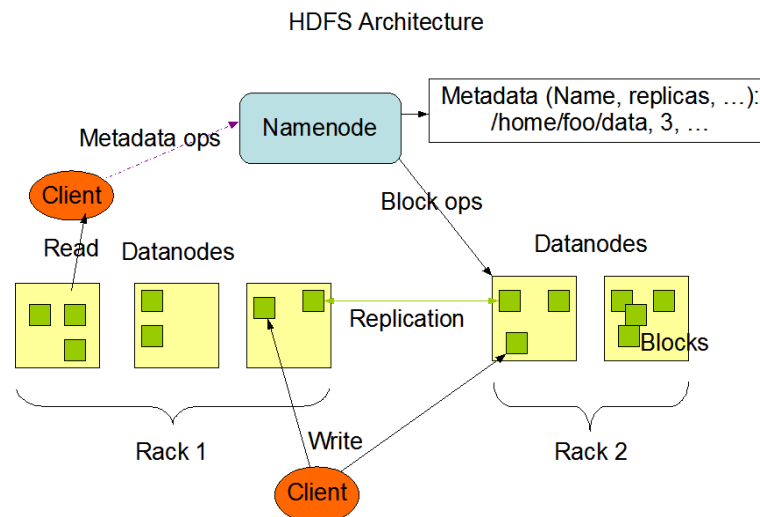 HDFS Architecture
Metadata (Name, replicas, …):
/home/foo/data, 3, …
Namenode
Metadata ops
Client
Block ops
Read
Datanodes
Datanodes
Replication
Blocks
Rack 1
Write
Rack 2
Client